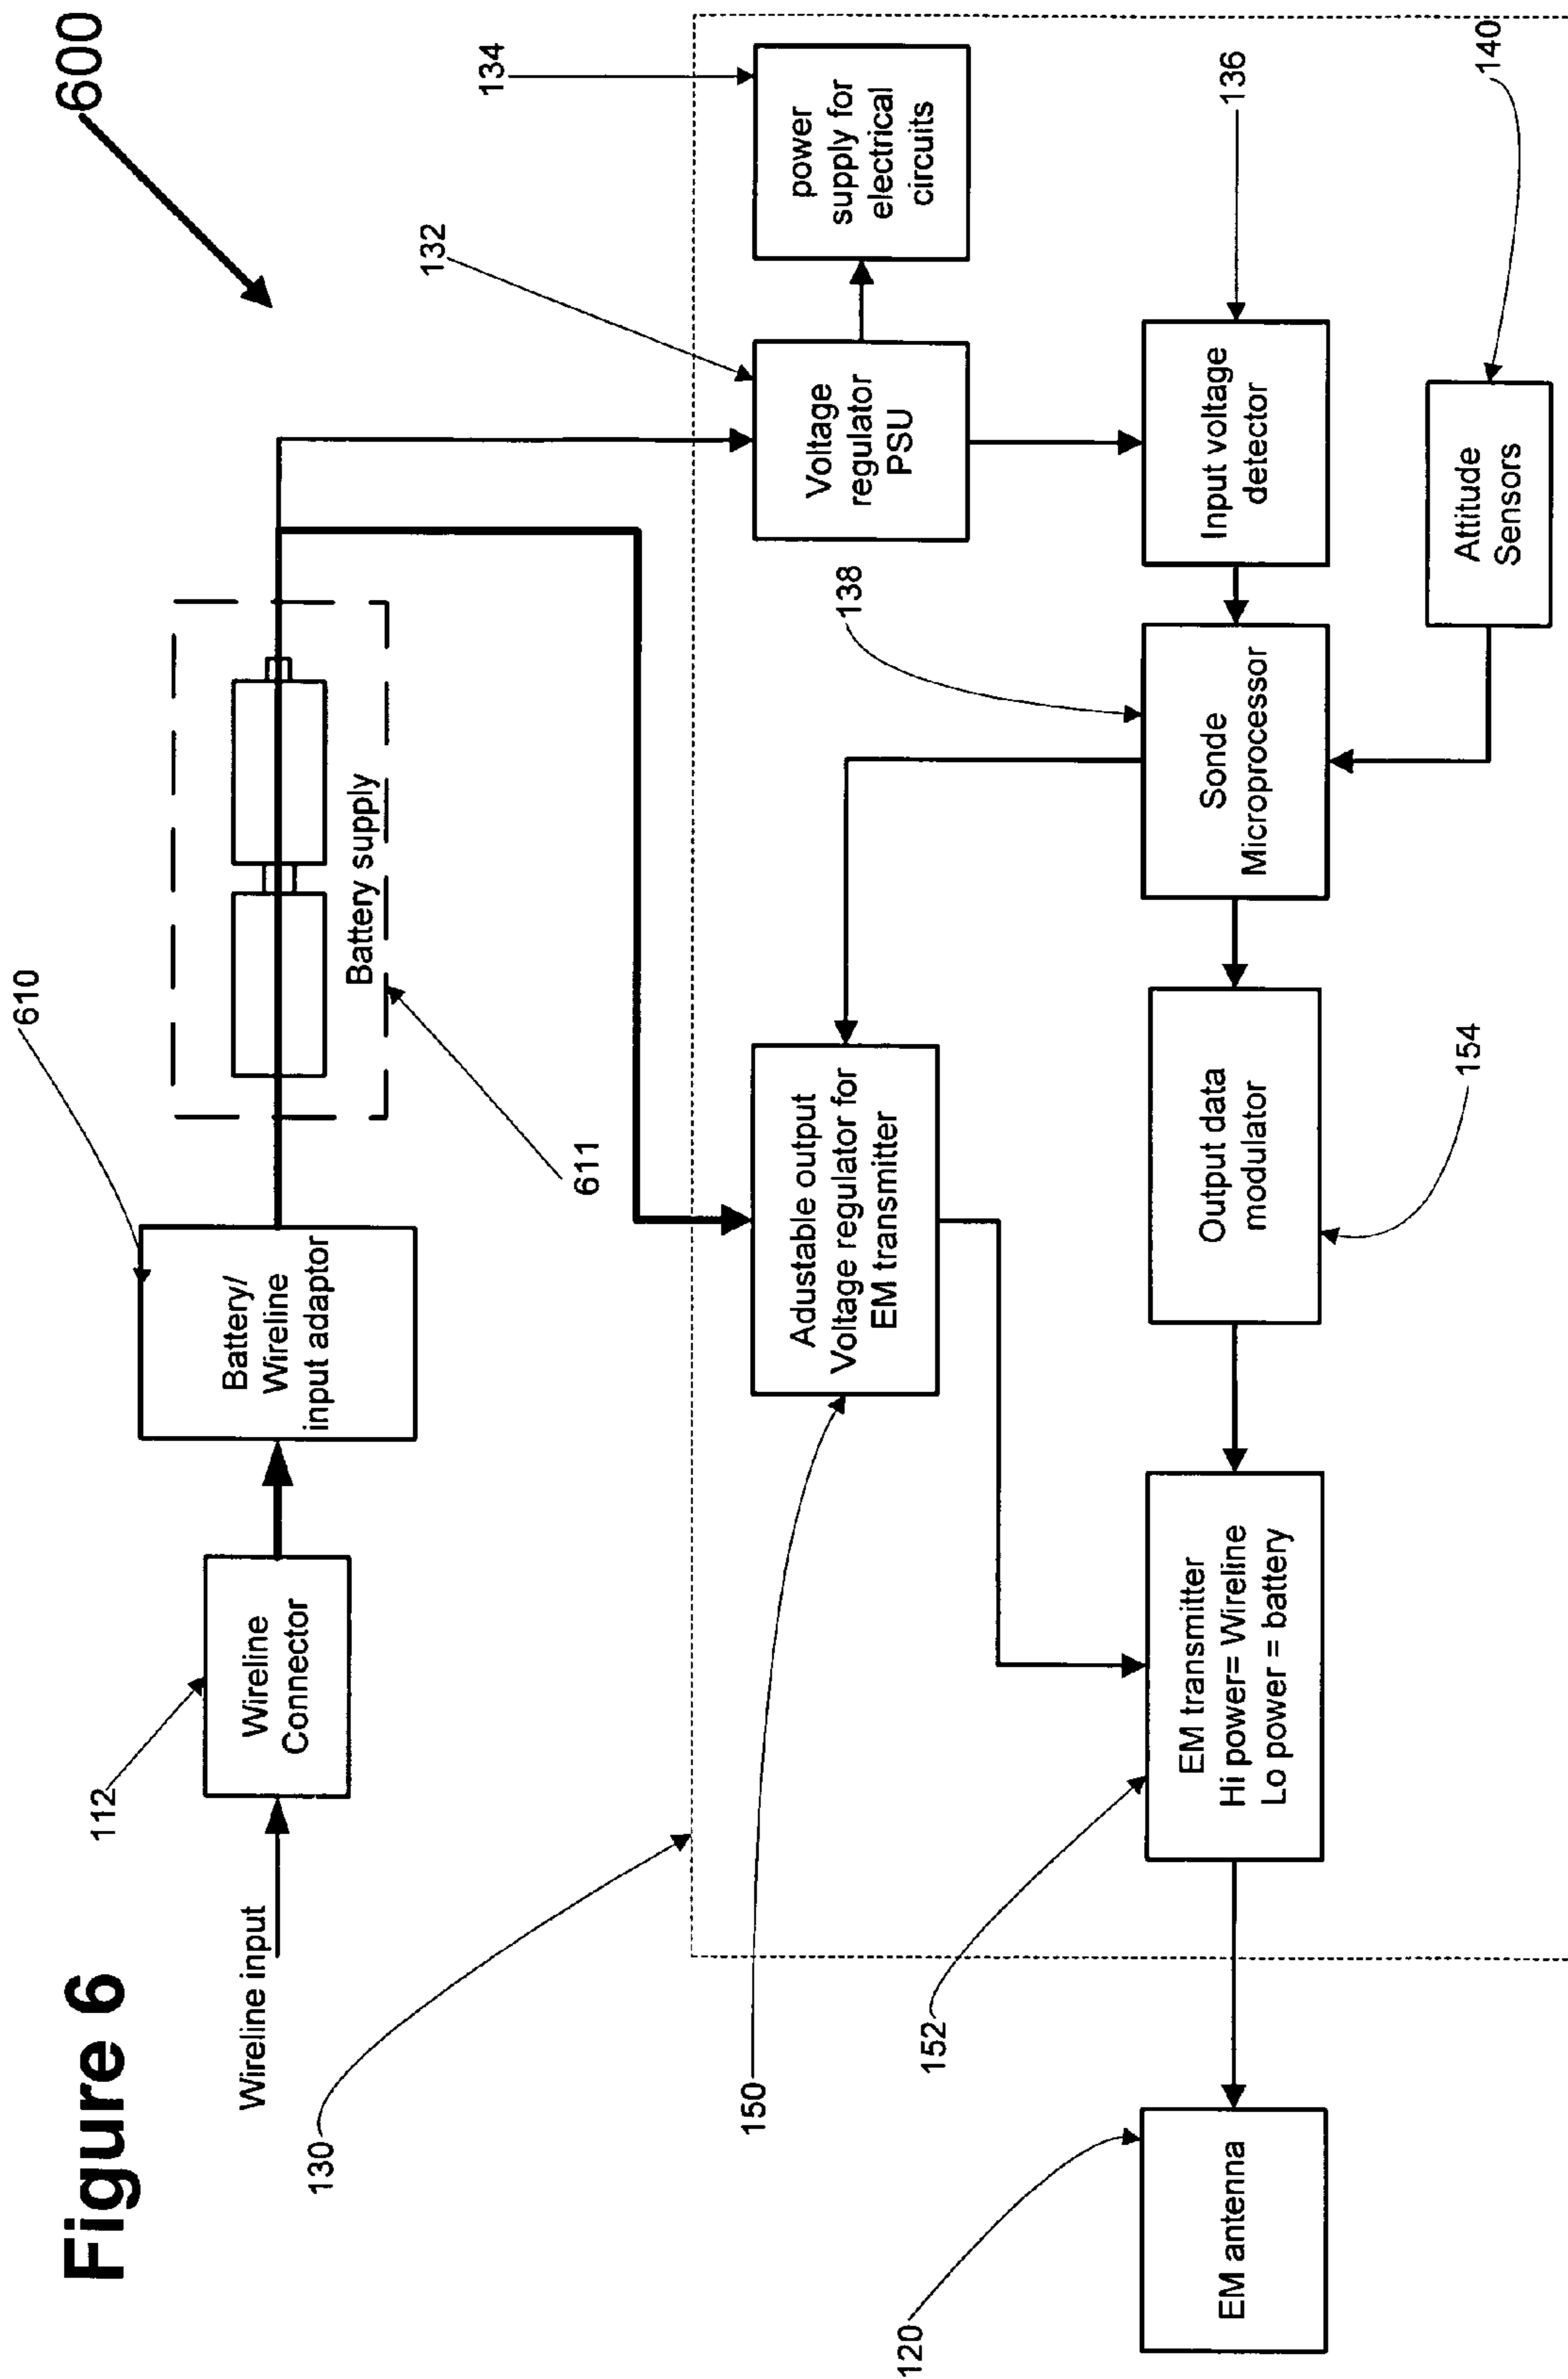 Figure 6
600
Wireline input
112
Wireline
Connector
610
Battery/
Wireline
input adaptor
Battery supply
611
130
132
134
Voltage
regulator
PSU
power
supply for
electrical
circuits
150
Adustable output
Voltage regulator for
EM transmitter
138
136
120
EM antenna
152
EM transmitter
Hi power= Wireline
Lo power = battery
Output data
modulator
154
Sonde
Microprocessor
Input voltage
detector
Attitude
Sensors
140